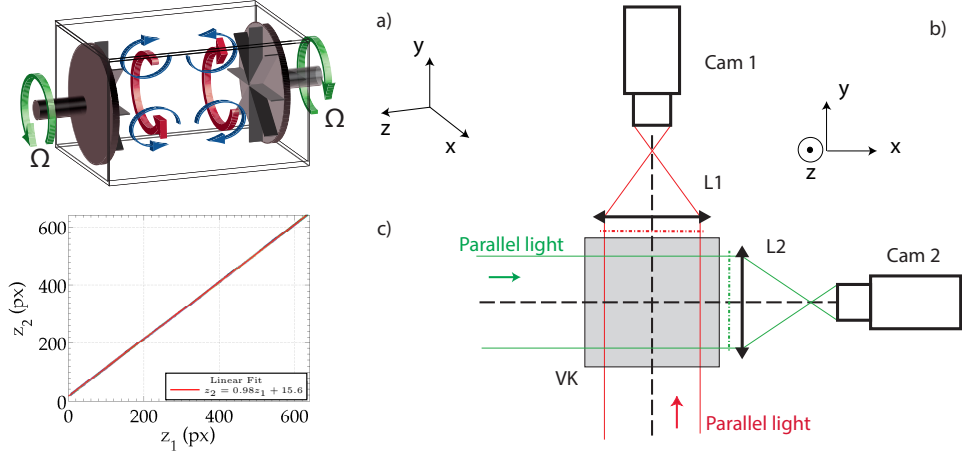 a)
Ω
Ω
y
z
x
b)
Cam 1
y
x
z
L1
c)
Parallel light
L2
Cam 2
VK
Parallel light
600
400
200
0
z₂ (px)
0
200
400
600
z₁ (px)
Linear Fit
z₂ = 0.98z₁ + 15.6